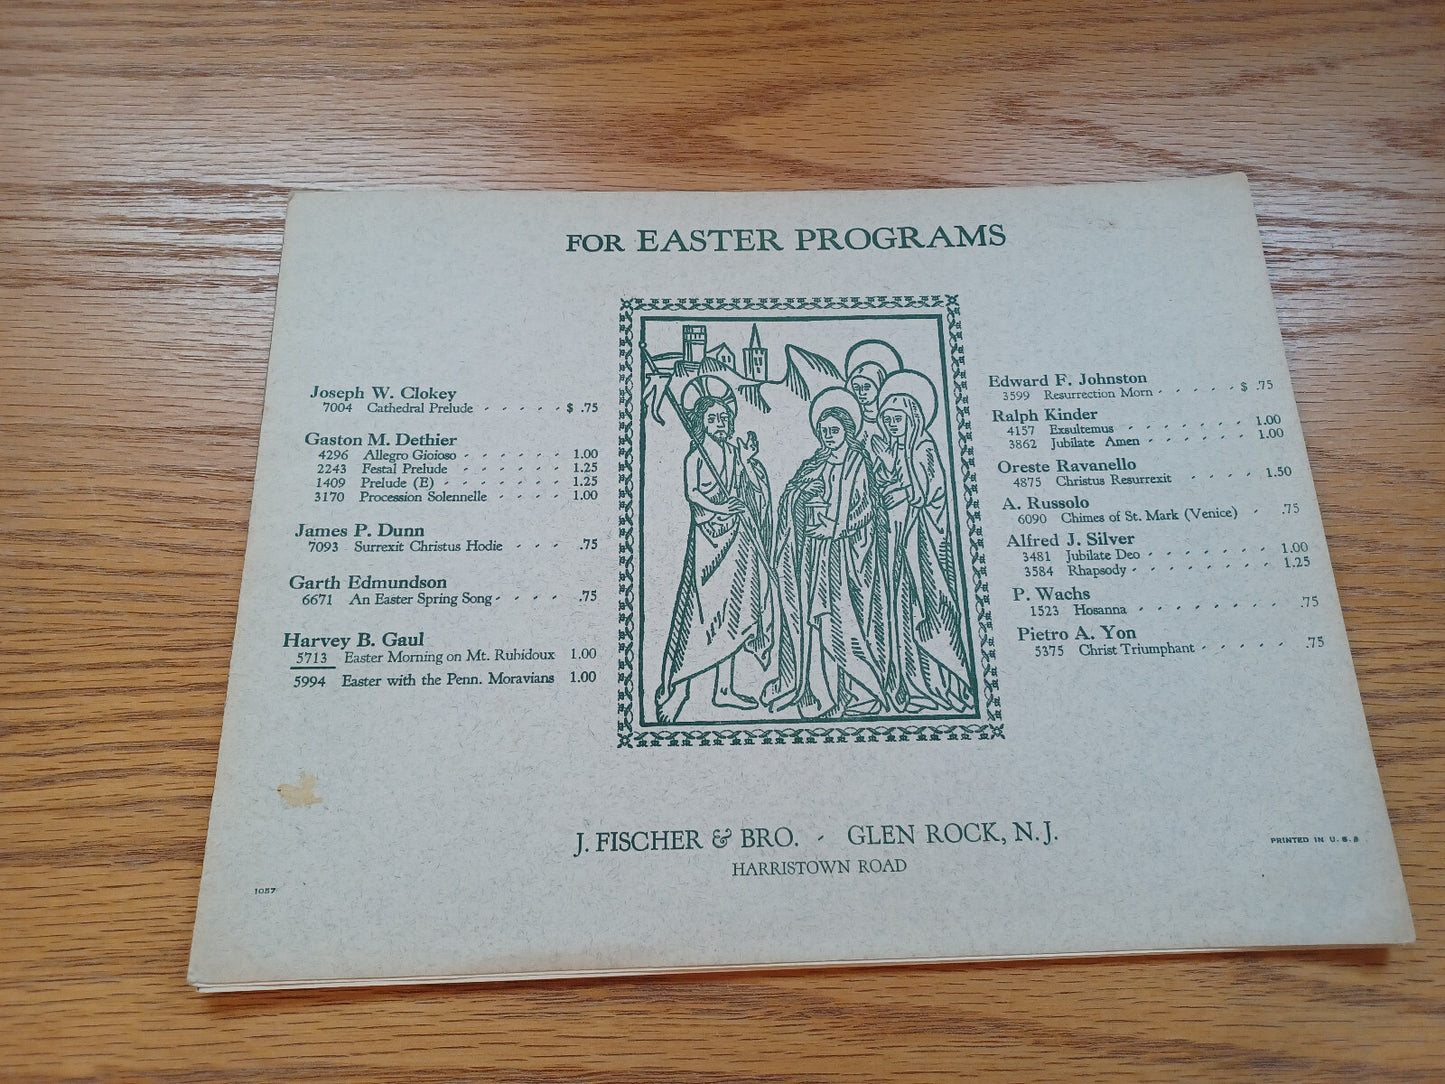 FOR EASTER PROGRAMS
Joseph W. Clokey
7004 Cathedral Prelude - - - - - - $ .75
Gaston M. Dethier
4296 Allegro Gioioso - - - - - - - 1.00
2243 Festal Prelude - - - - - - - - 1.25
1409 Prelude (E) - - - - - - - - - 1.25
3170 Procession Solennelle - - - - - 1.00
James P. Dunn
7093 Surrexit Christus Hodie - - - .75
Garth Edmundson
6671 An Easter Spring Song - - - - .75
Harvey B. Gaul
5713 Easter Morning on Mt. Rubidoux 1.00
5994 Easter with the Penn. Moravians 1.00
Edward F. Johnston
3599 Resurrection Morn - - - - - - $ .75
Ralph Kinder
4157 Exsultemus - - - - - - - 1.00
3862 Jubilate Amen - - - - - - - 1.00
Oreste Ravanello
4875 Christus Resurrexit - - - - 1.50
A. Russolo
6090 Chimes of St. Mark (Venice) - .75
Alfred J. Silver
3481 Jubilate Deo - - - - - - - 1.00
3584 Rhapsody - - - - - - - - 1.25
P. Wachs
1523 Hosanna - - - - - - - - .75
Pietro A. Yon
5375 Christ Triumphant - - - - - .75
J. FISCHER & BRO. - GLEN ROCK, N. J.
HARRISTOWN ROAD
1057
PRINTED IN U. S. A